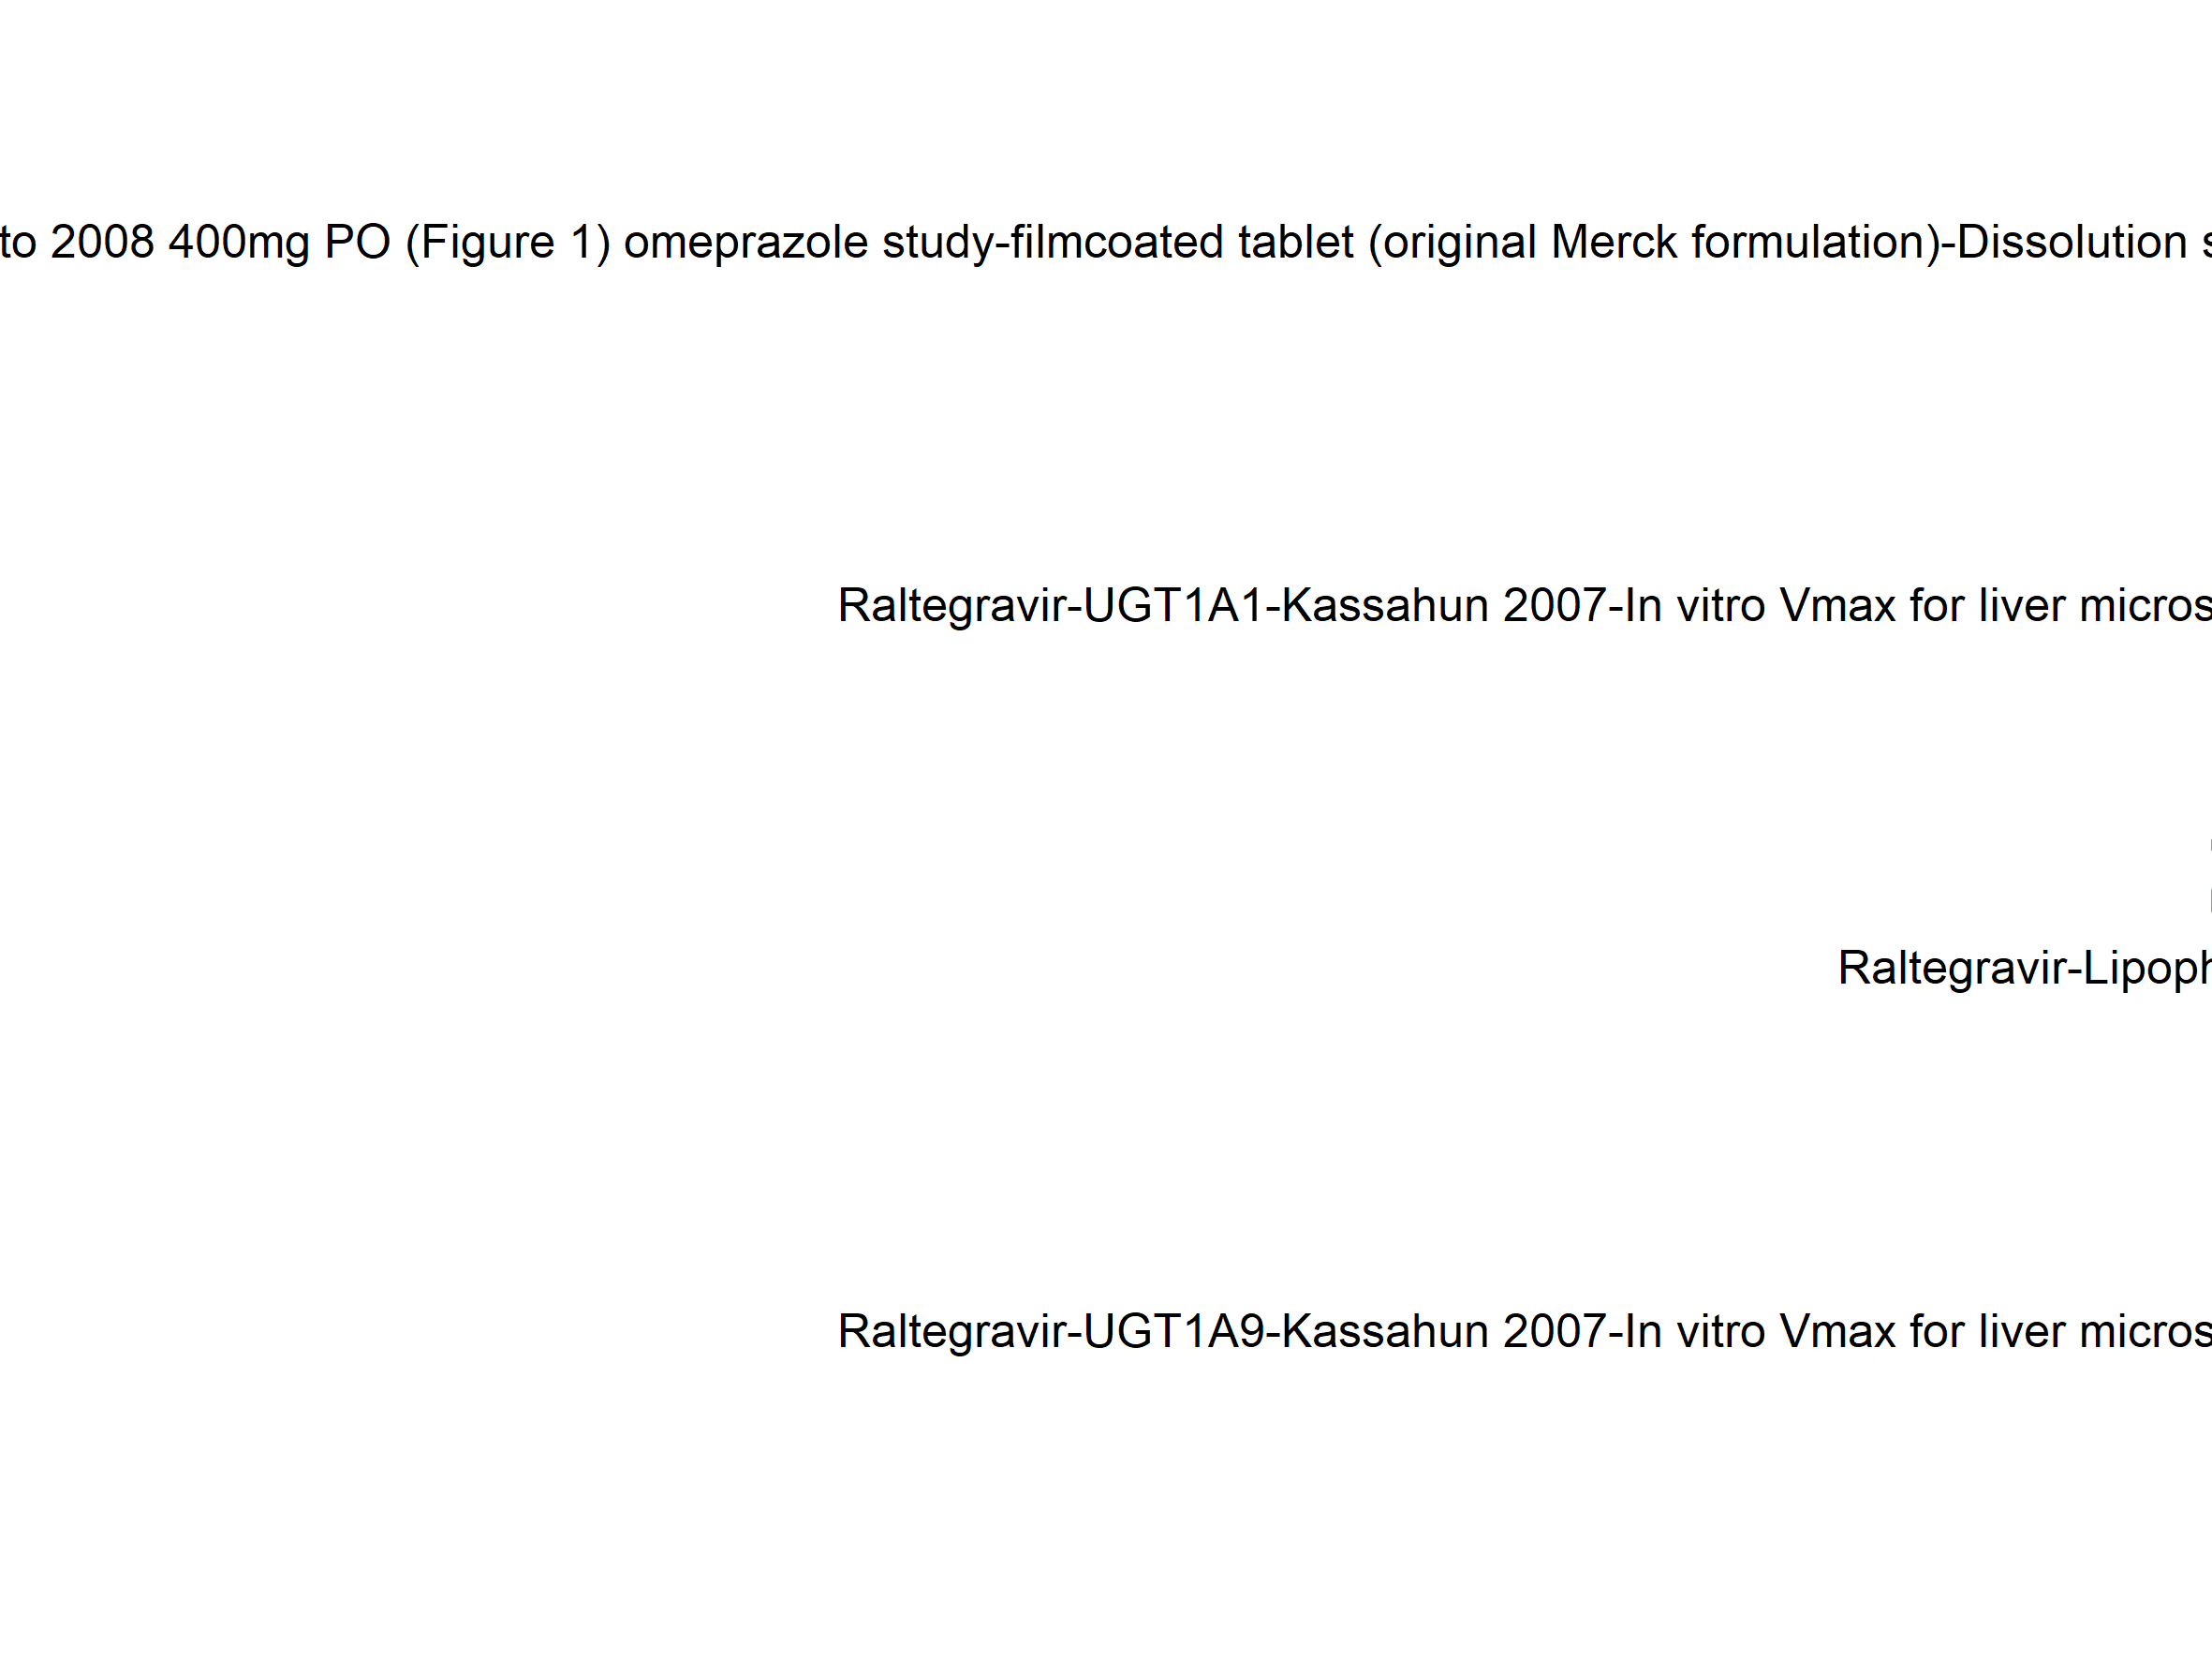 to 2008 400mg PO (Figure 1) omeprazole study-filmcoated tablet (original Merck formulation)-Dissolution s
Raltegravir-UGT1A1-Kassahun 2007-In vitro Vmax for liver micros
Raltegravir-Lipoph
Raltegravir-UGT1A9-Kassahun 2007-In vitro Vmax for liver micros